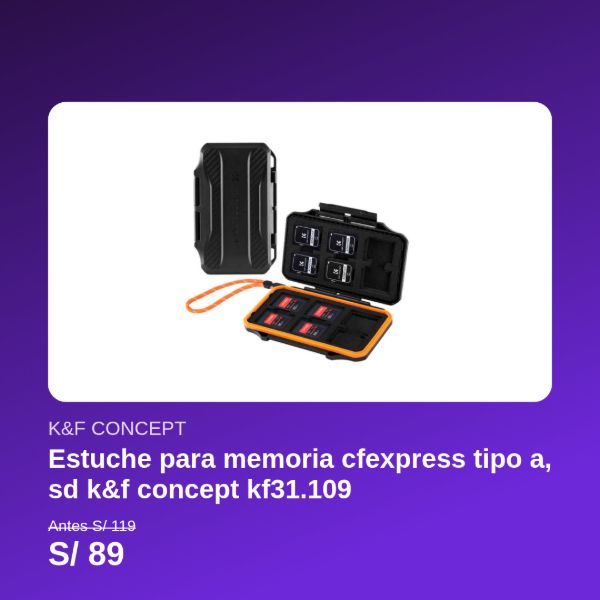 K&F CONCEPT
Estuche para memoria cfexpress tipo a,
sd k&f concept kf31.109
Antes S/ 119
S/ 89